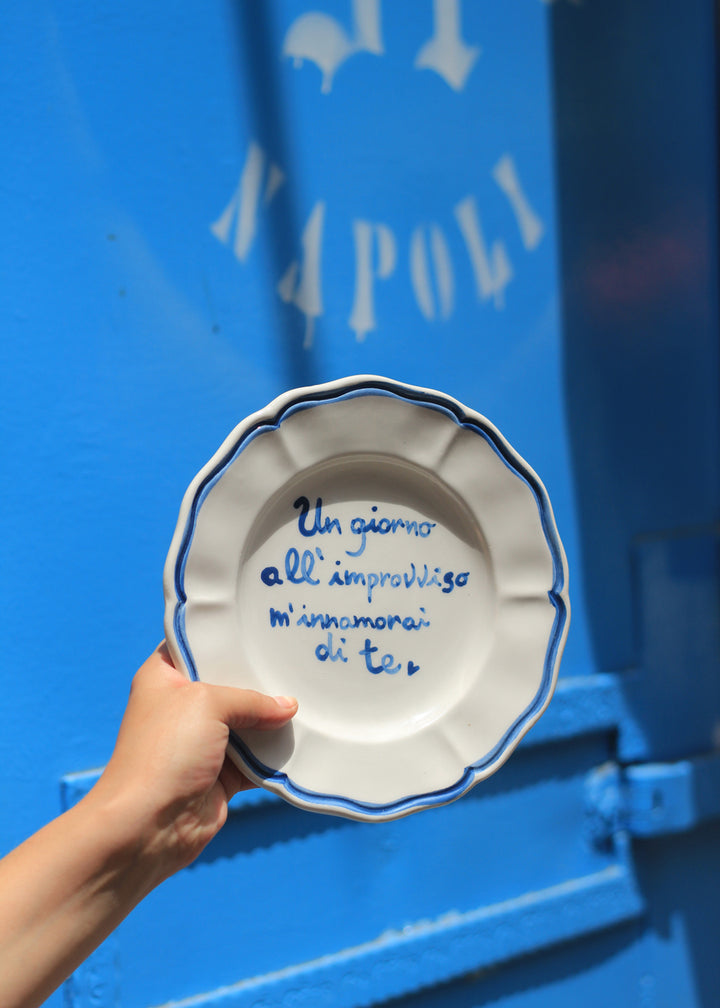 NAPOLI
Un giorno
all'improvviso
m'innamorai
di te